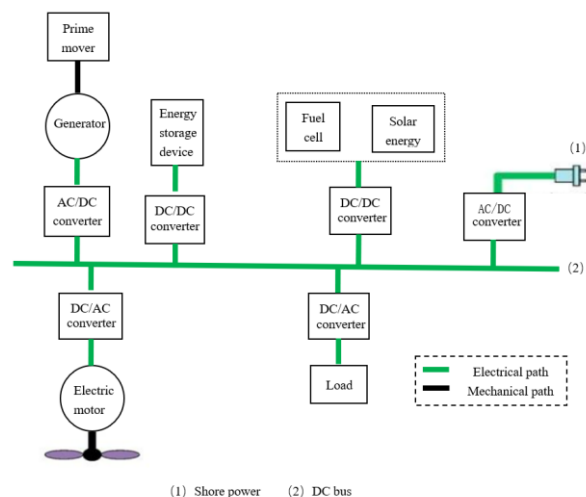 Prime
mover
Generator
Energy
storage
device
Fuel
cell
Solar
energy
(1)
AC/DC
converter
DC/DC
converter
DC/DC
converter
AC/DC
converter
(2)
DC/AC
converter
DC/AC
converter
Electric
motor
Load
Electrical path
Mechanical path
(1) Shore power (2) DC bus